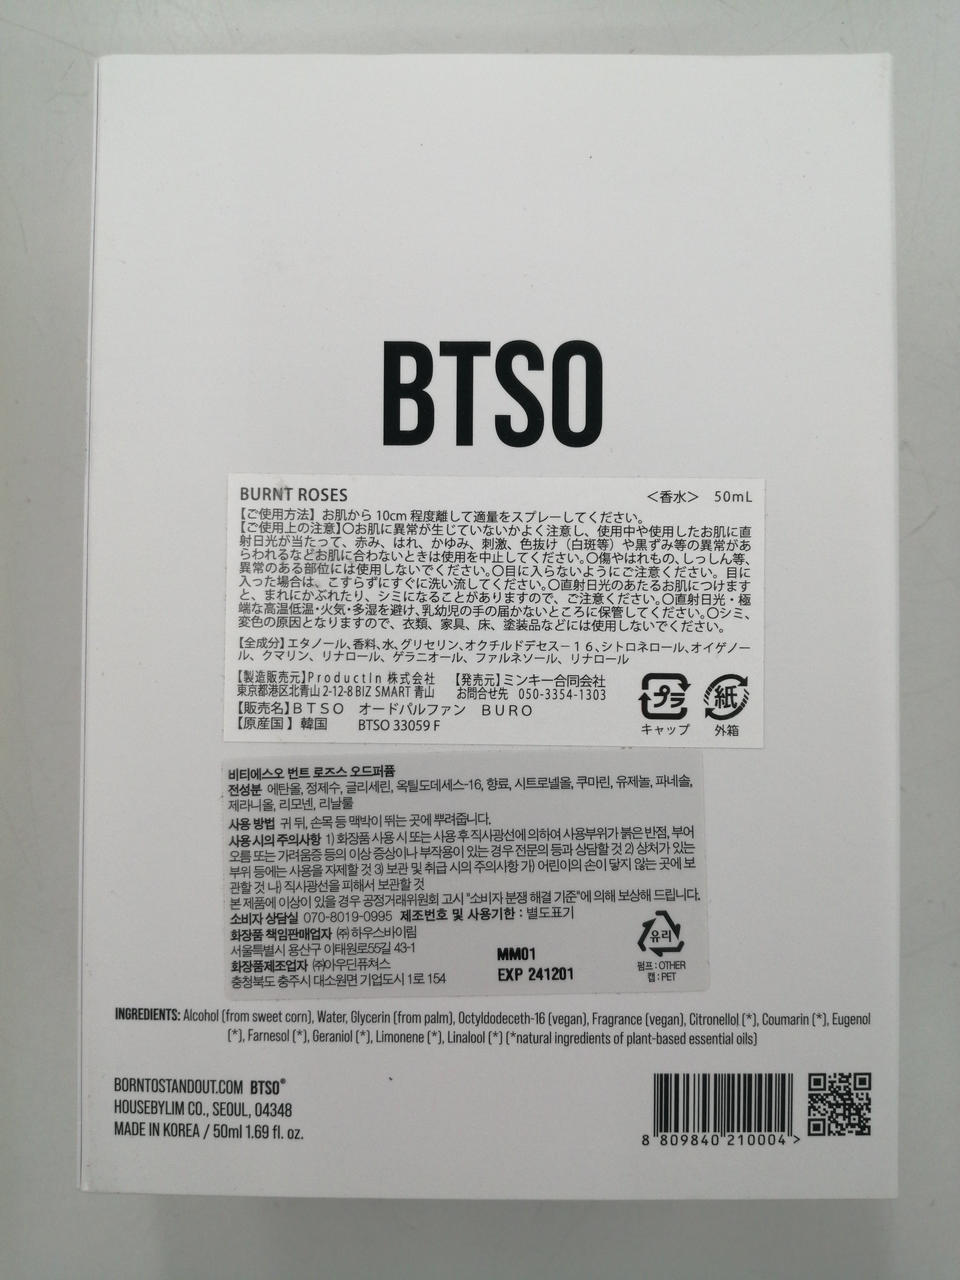 BTSO
BURNT ROSES <香水> 50mL
【ご使用方法】お肌から10cm程度離して適量をスプレーしてください。
【ご使用上の注意】〇お肌に異常が生じていないかよく注意し、使用中や使用したお肌に直
射日光が当たって、赤み、はれ、かゆみ、刺激、色抜け（白斑等）や黒ずみ等の異常があ
らわれるなどお肌に合わないときは使用を中止してください。〇傷やはれもの、しっしん等、
異常のある部位には使用しないでください。〇目に入らないようにご注意ください。目に
入った場合は、こすらずにすぐに洗い流してください。〇直射日光のあたるお肌につけます
と、まれにかぶれたり、シミになることがありますので、ご注意ください。〇直射日光・極
端な高温低温・火気・多湿を避け、乳幼児の手の届かないところに保管してください。〇シミ、
変色の原因となりますので、衣類、家具、床、塗装品などには使用しないでください。
【全成分】エタノール、香料、水、グリセリン、オクチルドデセス－１６、シトロネロール、オイゲノー
ル、クマリン、リナロール、ゲラニオール、ファルネソール、リナロール
【製造販売元】ProductIn 株式会社 【発売元】ミンキー合同会社
東京都港区北青山2-12-8 BIZ SMART 青山 お問合せ先 050-3354-1303
【販売名】ＢＴＳＯ オードパルファン ＢＵＲＯ
【原産国】韓国 BTSO 33059 F
プラ
キャップ
紙
外箱
비티에스오 번트 로즈스 오드퍼퓸
전성분 에탄올, 정제수, 글리세린, 옥틸도데세스-16, 향료, 시트로넬올, 쿠마린, 유제놀, 파네솔,
제라니올, 리모넨, 리날룰
사용 방법 귀 뒤, 손목 등 맥박이 뛰는 곳에 뿌려줍니다.
사용 시의 주의사항 1) 화장품 사용 시 또는 사용 후 직사광선에 의하여 사용부위가 붉은 반점, 부어
오름 또는 가려움증 등의 이상 증상이나 부작용이 있는 경우 전문의 등과 상담할 것 2) 상처가 있는
부위 등에는 사용을 자제할 것 3) 보관 및 취급 시의 주의사항 가) 어린이의 손이 닿지 않는 곳에 보
관할 것 나) 직사광선을 피해서 보관할 것
본 제품에 이상이 있을 경우 공정거래위원회 고시 "소비자 분쟁 해결 기준"에 의해 보상해 드립니다.
소비자 상담실 070-8019-0995 제조번호 및 사용기한 : 별도표기
화장품 책임판매업자 ㈜하우스바이림
서울특별시 용산구 이태원로55길 43-1
화장품제조업자 ㈜아우딘퓨쳐스
충청북도 충주시 대소원면 기업도시 1로 154
MM01
EXP 241201
유리
펌프 : OTHER
캡 : PET
INGREDIENTS: Alcohol (from sweet corn), Water, Glycerin (from palm), Octyldodeceth-16 (vegan), Fragrance (vegan), Citronellol (*), Coumarin (*), Eugenol
(*), Farnesol (*), Geraniol (*), Limonene (*), Linalool (*) (*natural ingredients of plant-based essential oils)
BORNTOSTANDOUT.COM BTSO®
HOUSEBYLIM CO., SEOUL, 04348
MADE IN KOREA / 50ml 1.69 fl. oz.
8 809840 210004 >